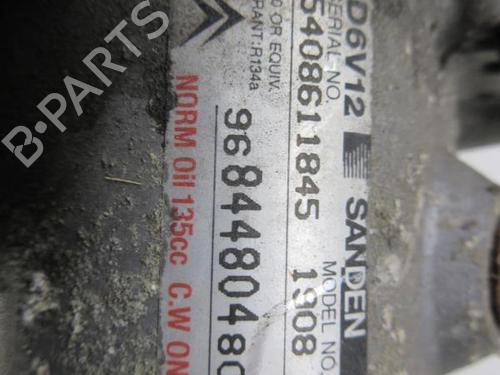 SD6V12 SANDEN
SERIAL NO. MODEL NO.
5408611845 1908
OR EQUIV.
RANT:R134a
9684480480
NORM Oil 135cc C.W ON
B-PARTS